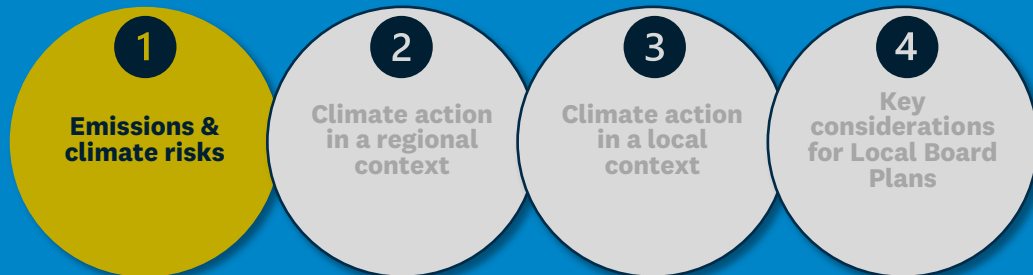 1
Emissions &
climate risks
2
Climate action
in a regional
context
3
Climate action
in a local
context
4
Key
considerations
for Local Board
Plans